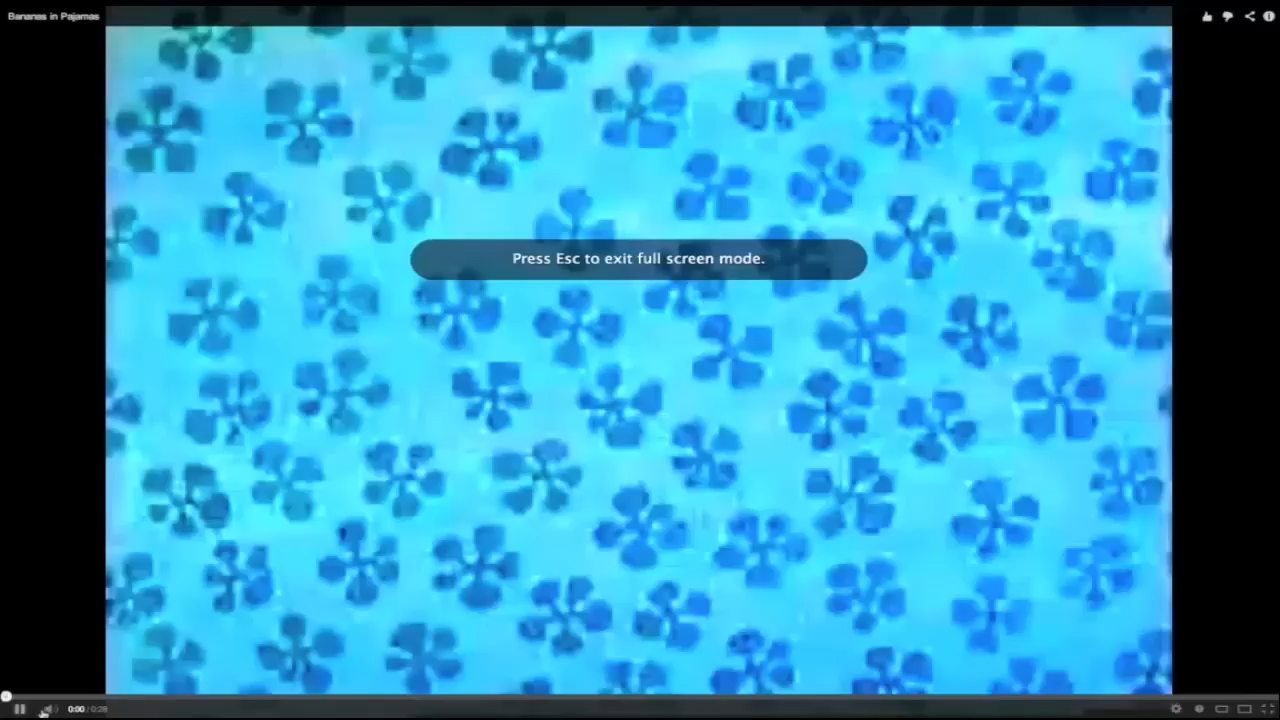 Bananas in Pajamas
Press Esc to exit full screen mode.
0:00 / 0:28